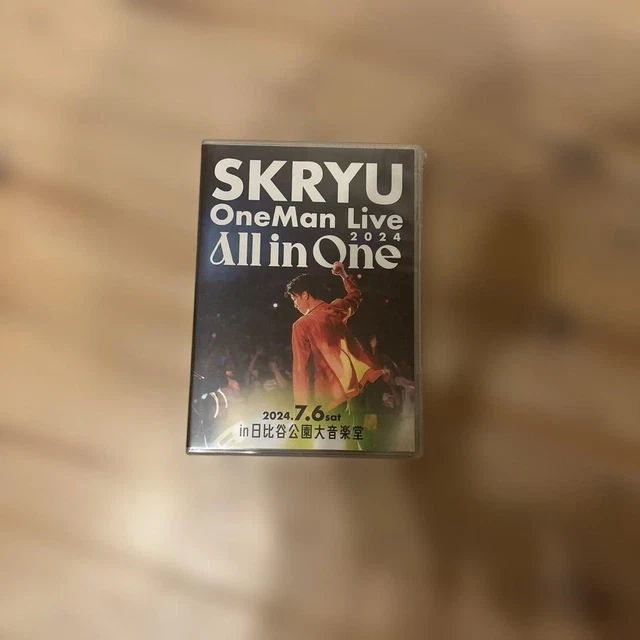 SKRYU
OneMan Live
2024
All in One
2024.7.6sat
in日比谷公園大音楽堂